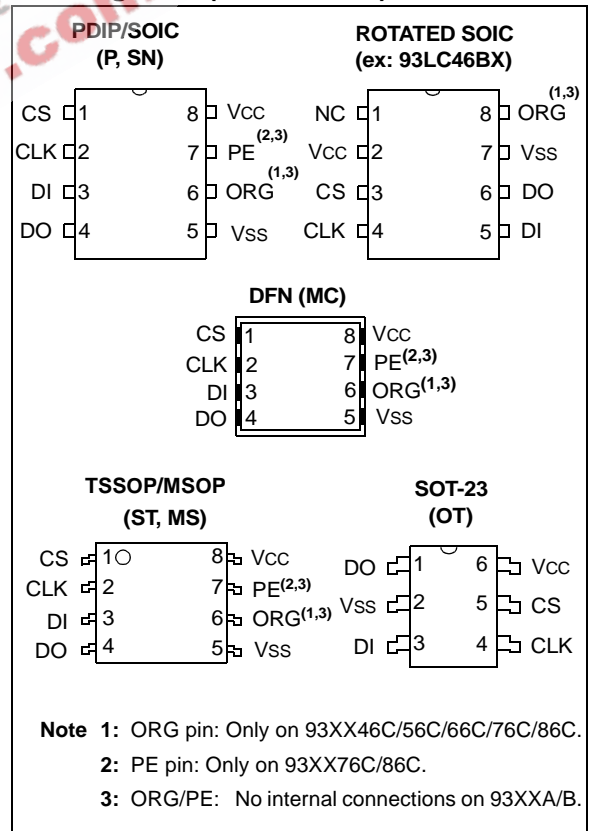 .com
PDIP/SOIC
(P, SN)
CS 1 8 VCC
CLK 2 7 PE(2,3)
DI 3 6 ORG(1,3)
DO 4 5 VSS
ROTATED SOIC
(ex: 93LC46BX)
NC 1 8 ORG(1,3)
VCC 2 7 VSS
CS 3 6 DO
CLK 4 5 DI
DFN (MC)
CS 1 8 VCC
CLK 2 7 PE(2,3)
DI 3 6 ORG(1,3)
DO 4 5 VSS
TSSOP/MSOP
(ST, MS)
CS 1 8 VCC
CLK 2 7 PE(2,3)
DI 3 6 ORG(1,3)
DO 4 5 VSS
SOT-23
(OT)
DO 1 6 VCC
VSS 2 5 CS
DI 3 4 CLK
Note 1: ORG pin: Only on 93XX46C/56C/66C/76C/86C.
2: PE pin: Only on 93XX76C/86C.
3: ORG/PE: No internal connections on 93XXA/B.